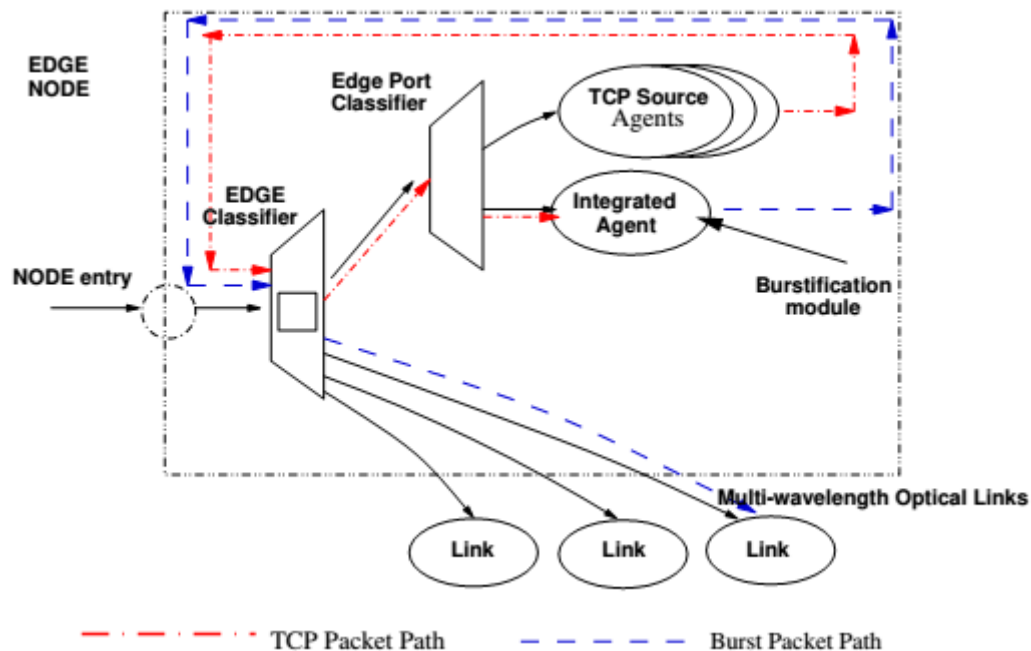 EDGE
NODE
Edge Port
Classifier
TCP Source
Agents
EDGE
Classifier
Integrated
Agent
NODE entry
Burstification
module
Multi-wavelength Optical Links
Link
Link
Link
TCP Packet Path
Burst Packet Path